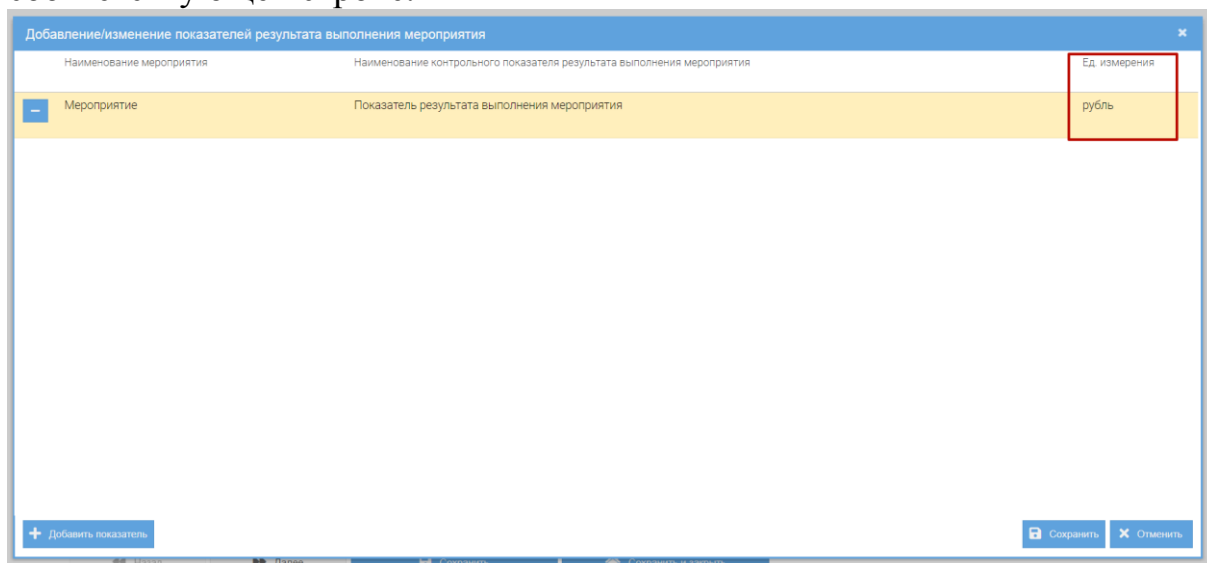 Добавление/изменение показателей результата выполнения мероприятия
Наименование мероприятия Наименование контрольного показателя результата выполнения мероприятия Ед. измерения
Мероприятие Показатель результата выполнения мероприятия рубль
Добавить показатель Сохранить Отменить